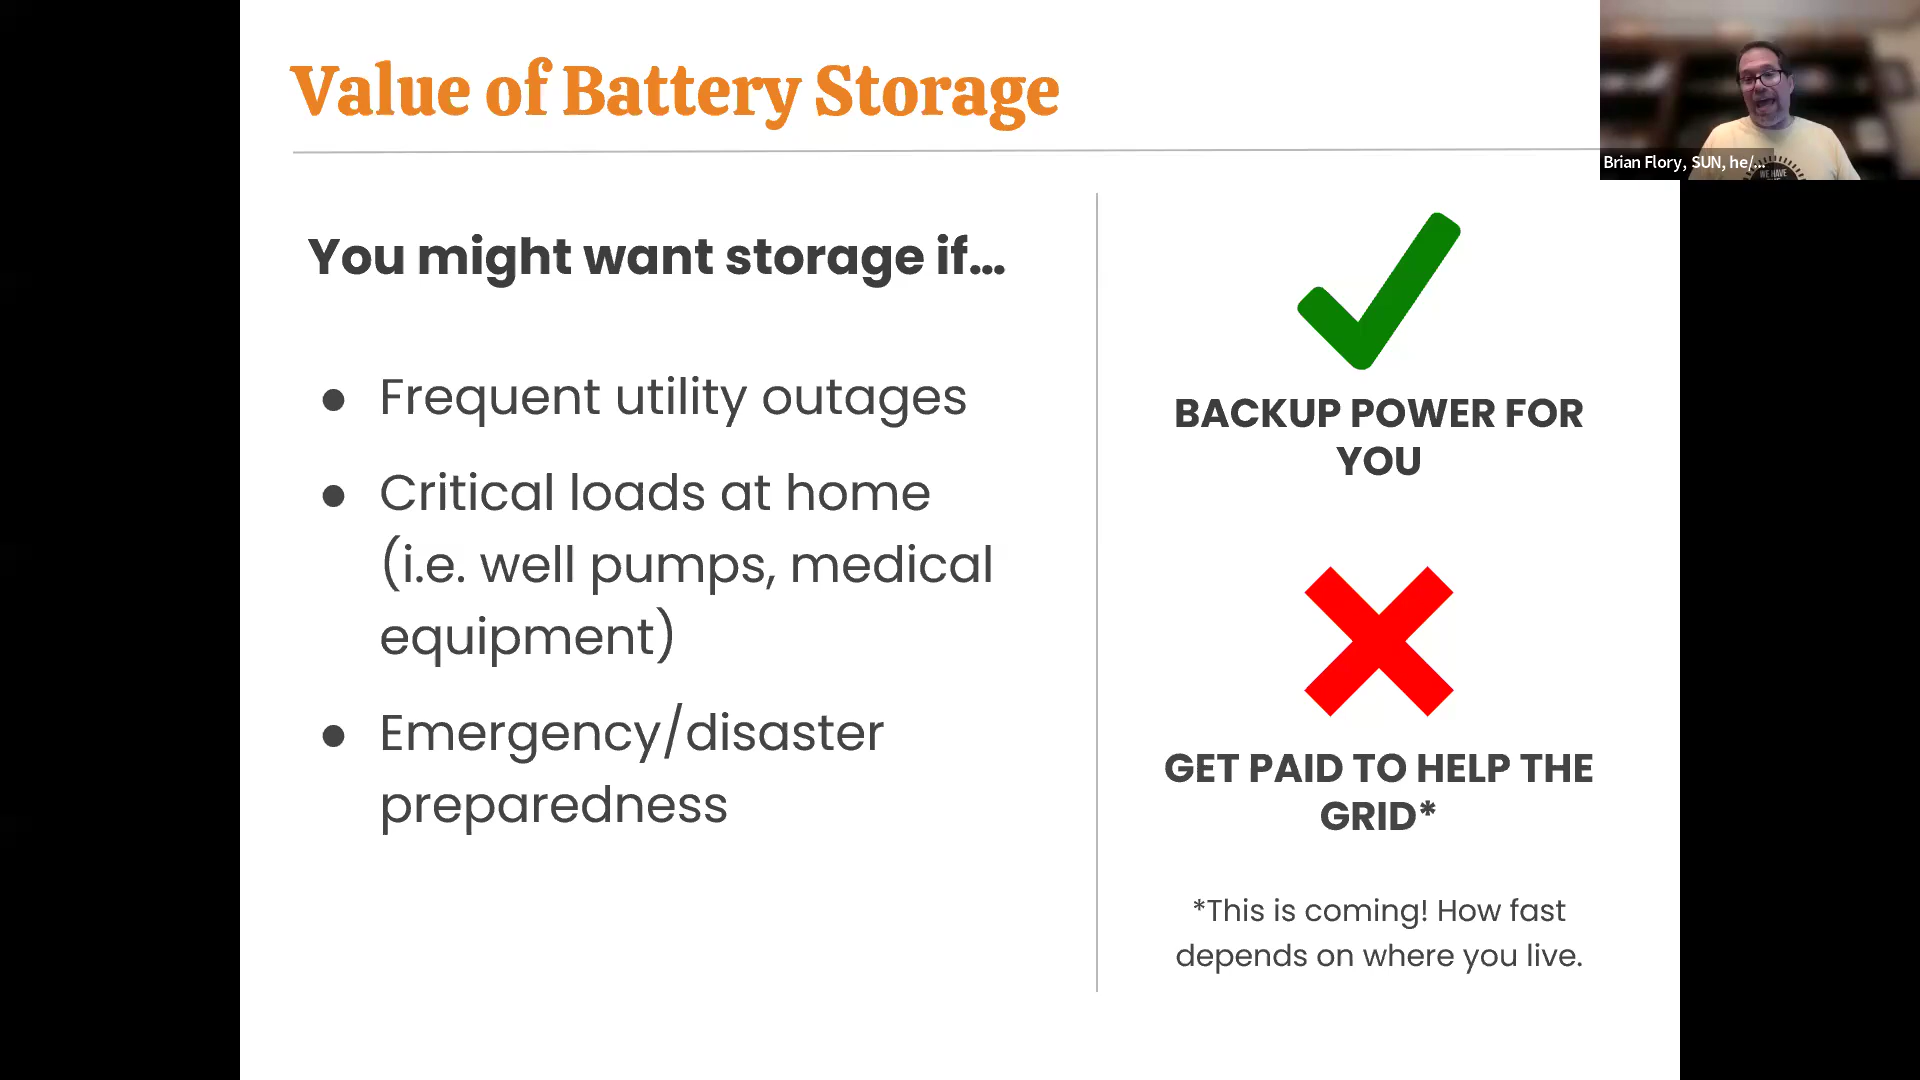 Value of Battery Storage
Brian Flory, SUN, he/...
WE HAVE
You might want storage if...
● Frequent utility outages
● Critical loads at home
(i.e. well pumps, medical
equipment)
● Emergency/disaster
preparedness
BACKUP POWER FOR
YOU
GET PAID TO HELP THE
GRID*
*This is coming! How fast
depends on where you live.